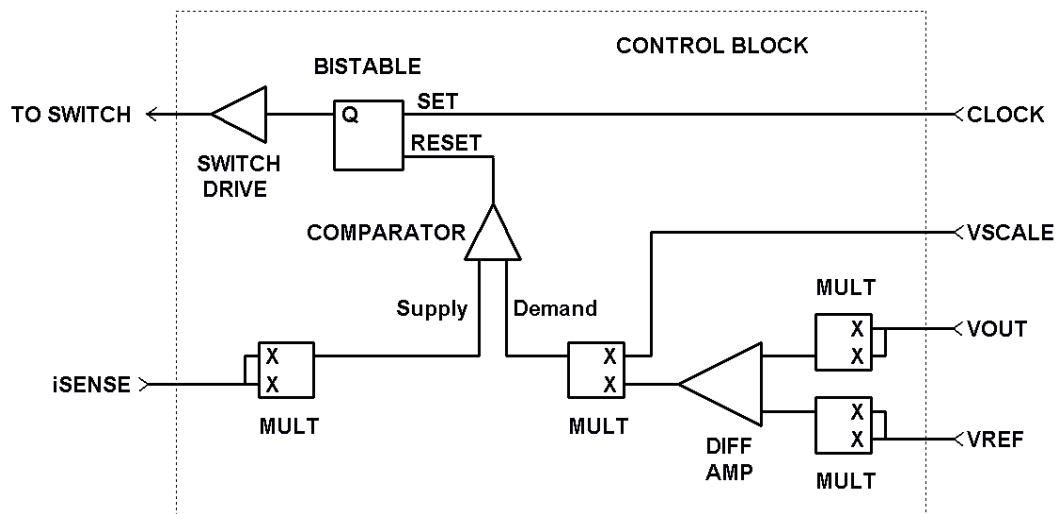 CONTROL BLOCK
BISTABLE
TO SWITCH
Q
SET
CLOCK
RESET
SWITCH
DRIVE
COMPARATOR
VSCALE
Supply
Demand
MULT
X
X
VOUT
X
X
iSENSE
MULT
X
X
MULT
DIFF
AMP
X
X
VREF
MULT